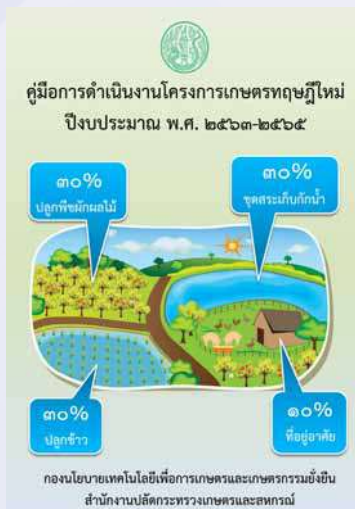 คู่มือการดำเนินงานโครงการเกษตรทฤษฎีใหม่
ปีงบประมาณ พ.ศ. ๒๕๖๓-๒๕๖๕
๓๐%
ปลูกพืชผักผลไม้
๓๐%
ขุดสระเก็บกักน้ำ
๓๐%
ปลูกข้าว
๑๐%
ที่อยู่อาศัย
กองนโยบายเทคโนโลยีเพื่อการเกษตรและเกษตรกรรมยั่งยืน
สำนักงานปลัดกระทรวงเกษตรและสหกรณ์